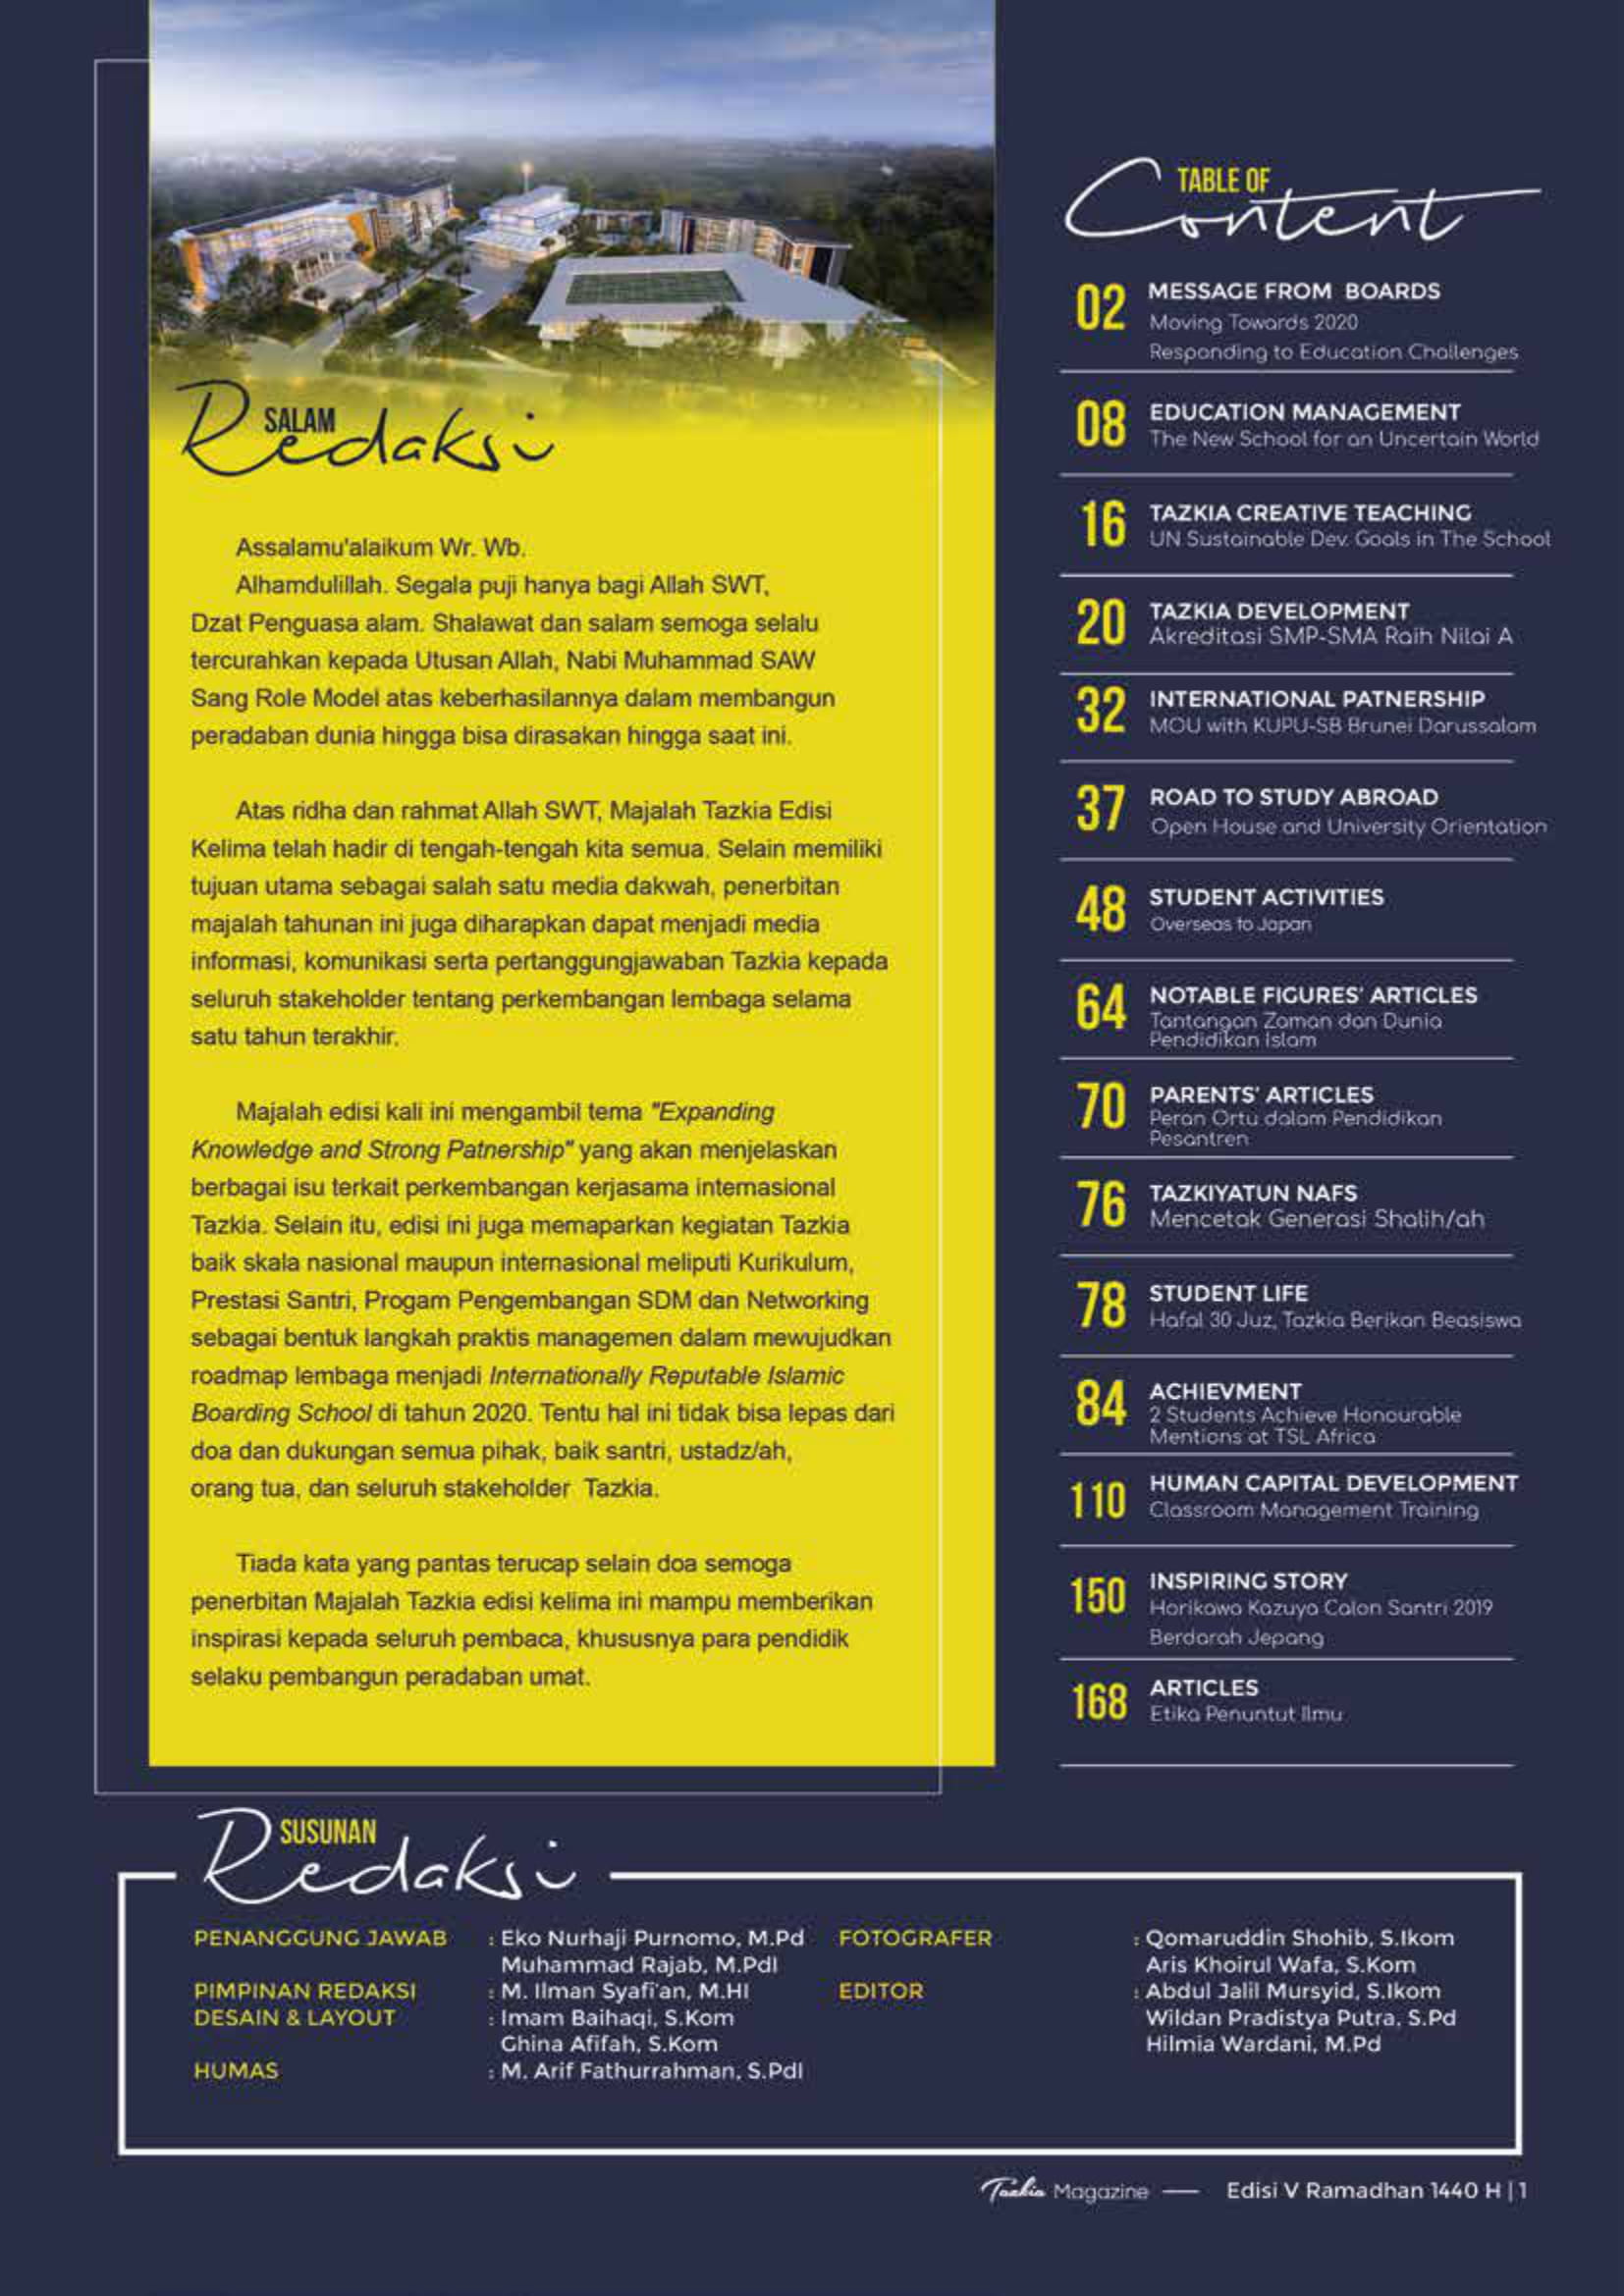 SALAM
Redaksi
Assalamu'alaikum Wr. Wb.
Alhamdulillah. Segala puji hanya bagi Allah SWT,
Dzat Penguasa alam. Shalawat dan salam semoga selalu
tercurahkan kepada Utusan Allah, Nabi Muhammad SAW
Sang Role Model atas keberhasilannya dalam membangun
peradaban dunia hingga bisa dirasakan hingga saat ini.
Atas ridha dan rahmat Allah SWT, Majalah Tazkia Edisi
Kelima telah hadir di tengah-tengah kita semua. Selain memiliki
tujuan utama sebagai salah satu media dakwah, penerbitan
majalah tahunan ini juga diharapkan dapat menjadi media
informasi, komunikasi serta pertanggungjawaban Tazkia kepada
seluruh stakeholder tentang perkembangan lembaga selama
satu tahun terakhir.
Majalah edisi kali ini mengambil tema "Expanding
Knowledge and Strong Patnership" yang akan menjelaskan
berbagai isu terkait perkembangan kerjasama internasional
Tazkia. Selain itu, edisi ini juga memaparkan kegiatan Tazkia
baik skala nasional maupun internasional meliputi Kurikulum,
Prestasi Santri, Progam Pengembangan SDM dan Networking
sebagai bentuk langkah praktis managemen dalam mewujudkan
roadmap lembaga menjadi Internationally Reputable Islamic
Boarding School di tahun 2020. Tentu hal ini tidak bisa lepas dari
doa dan dukungan semua pihak, baik santri, ustadz/ah,
orang tua, dan seluruh stakeholder Tazkia.
Tiada kata yang pantas terucap selain doa semoga
penerbitan Majalah Tazkia edisi kelima ini mampu memberikan
inspirasi kepada seluruh pembaca, khususnya para pendidik
selaku pembangun peradaban umat.
TABLE OF
Content
02 MESSAGE FROM BOARDS
Moving Towards 2020
Responding to Education Challenges
08 EDUCATION MANAGEMENT
The New School for an Uncertain World
16 TAZKIA CREATIVE TEACHING
UN Sustainable Dev. Goals in The School
20 TAZKIA DEVELOPMENT
Akreditasi SMP-SMA Raih Nilai A
32 INTERNATIONAL PATNERSHIP
MOU with KUPU-SB Brunei Darussalam
37 ROAD TO STUDY ABROAD
Open House and University Orientation
48 STUDENT ACTIVITIES
Overseas to Japan
64 NOTABLE FIGURES' ARTICLES
Tantangan Zaman dan Dunia
Pendidikan Islam
70 PARENTS' ARTICLES
Peran Ortu dalam Pendidikan
Pesantren
76 TAZKIYATUN NAFS
Mencetak Generasi Shalih/ah
78 STUDENT LIFE
Hafal 30 Juz, Tazkia Berikan Beasiswa
84 ACHIEVMENT
2 Students Achieve Honourable
Mentions at TSL Africa
110 HUMAN CAPITAL DEVELOPMENT
Classroom Management Training
150 INSPIRING STORY
Horikawa Kazuya Calon Santri 2019
Berdarah Jepang
168 ARTICLES
Etika Penuntut Ilmu
SUSUNAN
Redaksi
PENANGGUNG JAWAB : Eko Nurhaji Purnomo, M.Pd
Muhammad Rajab, M.PdI
PIMPINAN REDAKSI : M. Ilman Syafi'an, M.HI
DESAIN & LAYOUT : Imam Baihaqi, S.Kom
Ghina Afifah, S.Kom
HUMAS : M. Arif Fathurrahman, S.PdI
FOTOGRAFER : Qomaruddin Shohib, S.Ikom
Aris Khoirul Wafa, S.Kom
EDITOR : Abdul Jalil Mursyid, S.Ikom
Wildan Pradistya Putra, S.Pd
Hilmia Wardani, M.Pd
Tazkia Magazine — Edisi V Ramadhan 1440 H | 1